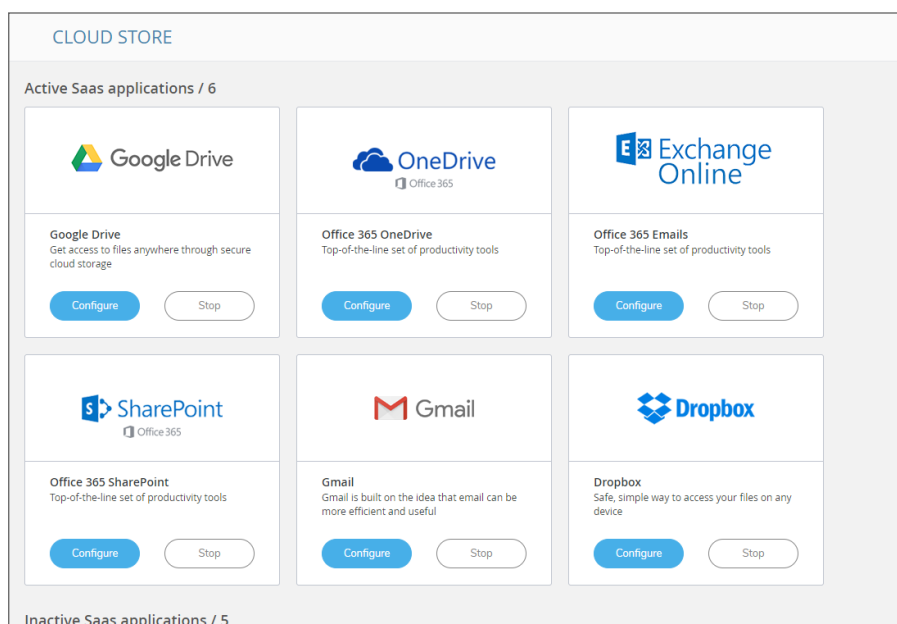 CLOUD STORE
Active Saas applications / 6
Google Drive
OneDrive
Office 365
E Exchange
Online
Google Drive
Get access to files anywhere through secure
cloud storage
Configure
Stop
Office 365 OneDrive
Top-of-the-line set of productivity tools
Configure
Stop
Office 365 Emails
Top-of-the-line set of productivity tools
Configure
Stop
S SharePoint
Office 365
Gmail
Dropbox
Office 365 SharePoint
Top-of-the-line set of productivity tools
Configure
Stop
Gmail
Gmail is built on the idea that email can be
more efficient and useful
Configure
Stop
Dropbox
Safe, simple way to access your files on any
device
Configure
Stop
Inactive Saas applications / 5